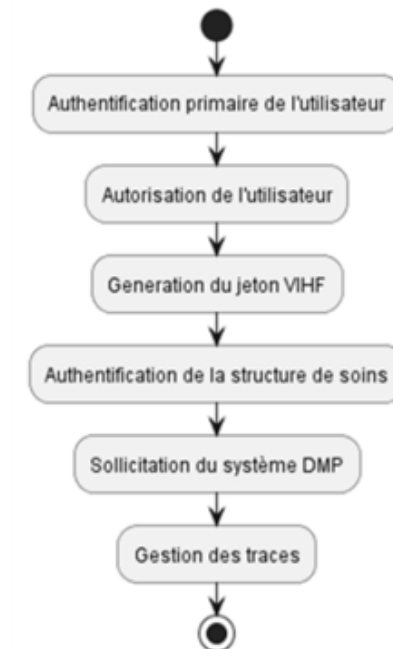 Authentification primaire de l'utilisateur
Autorisation de l'utilisateur
Generation du jeton VIHF
Authentification de la structure de soins
Sollicitation du système DMP
Gestion des traces